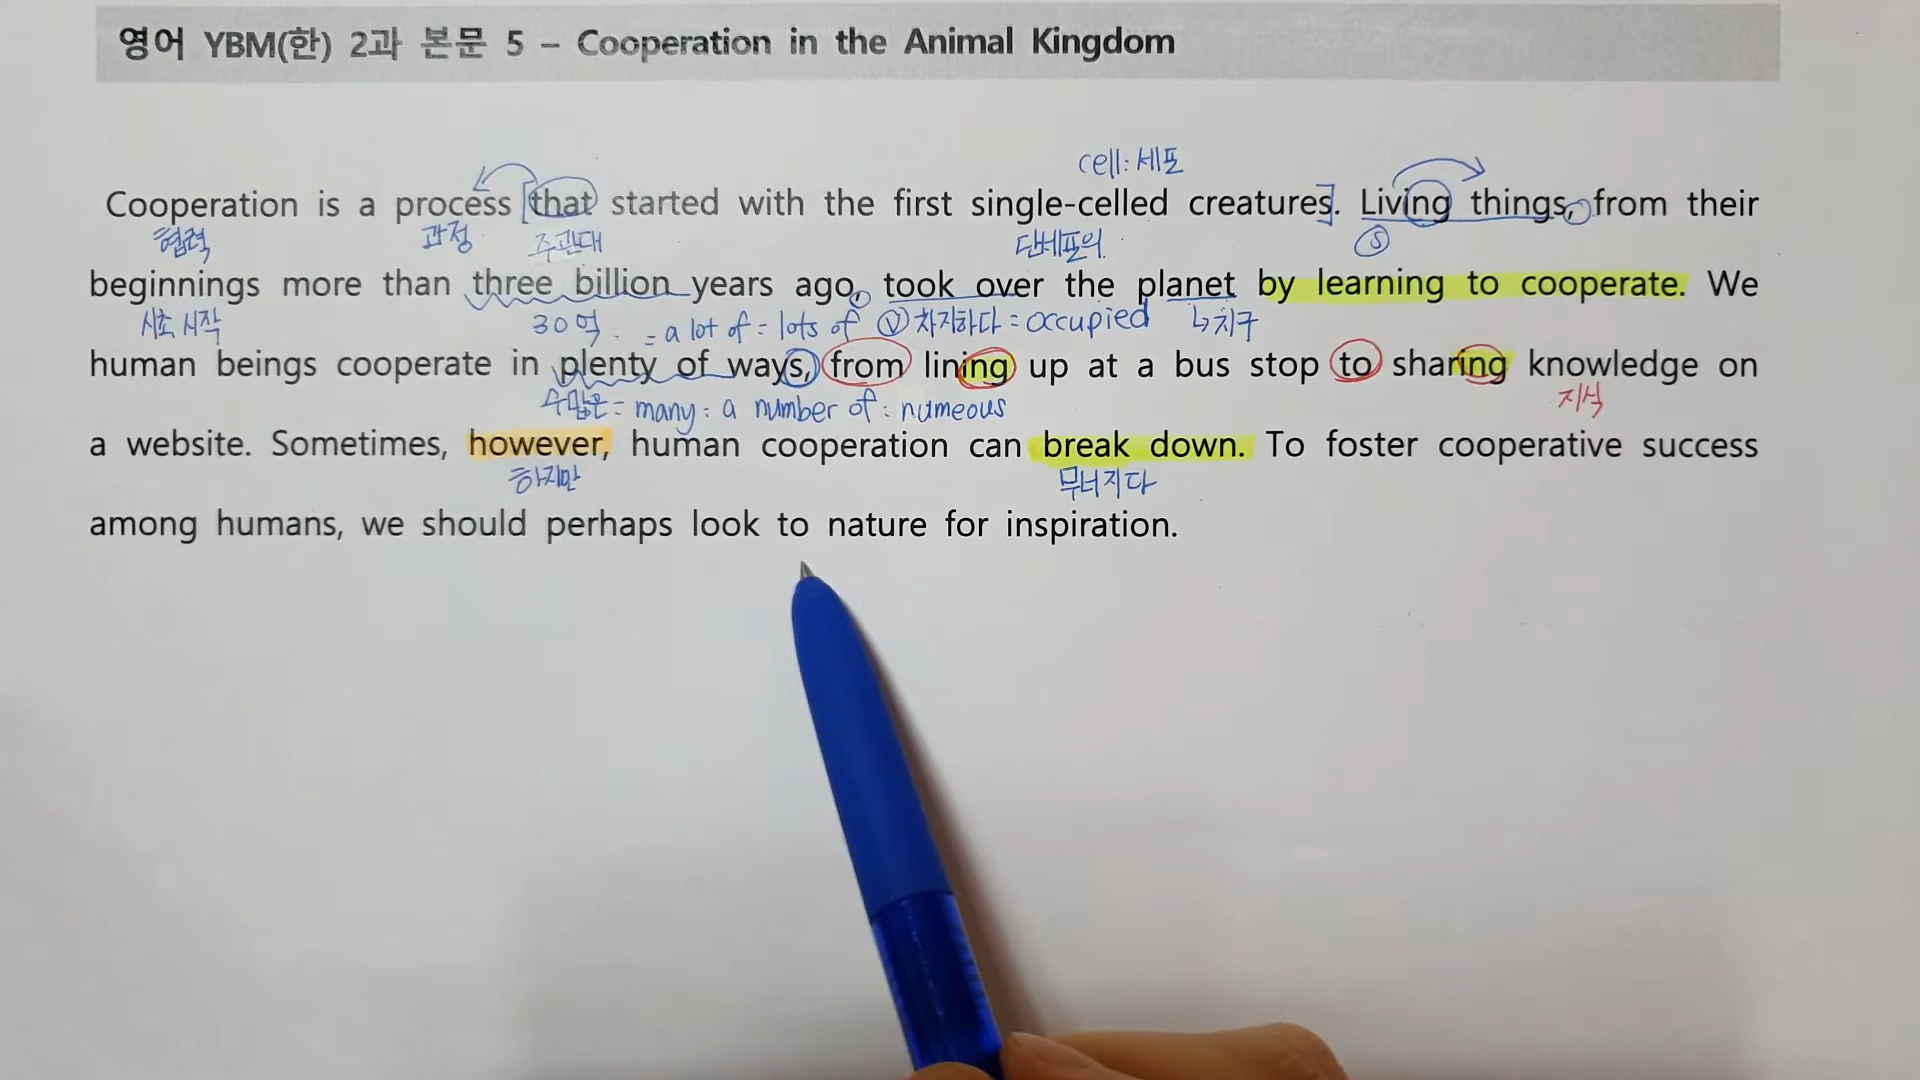 영어 YBM(한) 2과 본문 5 – Cooperation in the Animal Kingdom
cell: 세포
Cooperation is a process [that started with the first single-celled creatures]. Living things, from their
협력 과정 주관대 단세포의. Ⓢ
beginnings more than three billion years ago, took over the planet by learning to cooperate. We
시초 시작 30억. = a lot of = lots of Ⓥ 차지하다 = occupied ↳지구
human beings cooperate in plenty of ways, from lining up at a bus stop to sharing knowledge on
수많은 = many : a number of : numeous 지식
a website. Sometimes, however, human cooperation can break down. To foster cooperative success
하지만 무너지다
among humans, we should perhaps look to nature for inspiration.